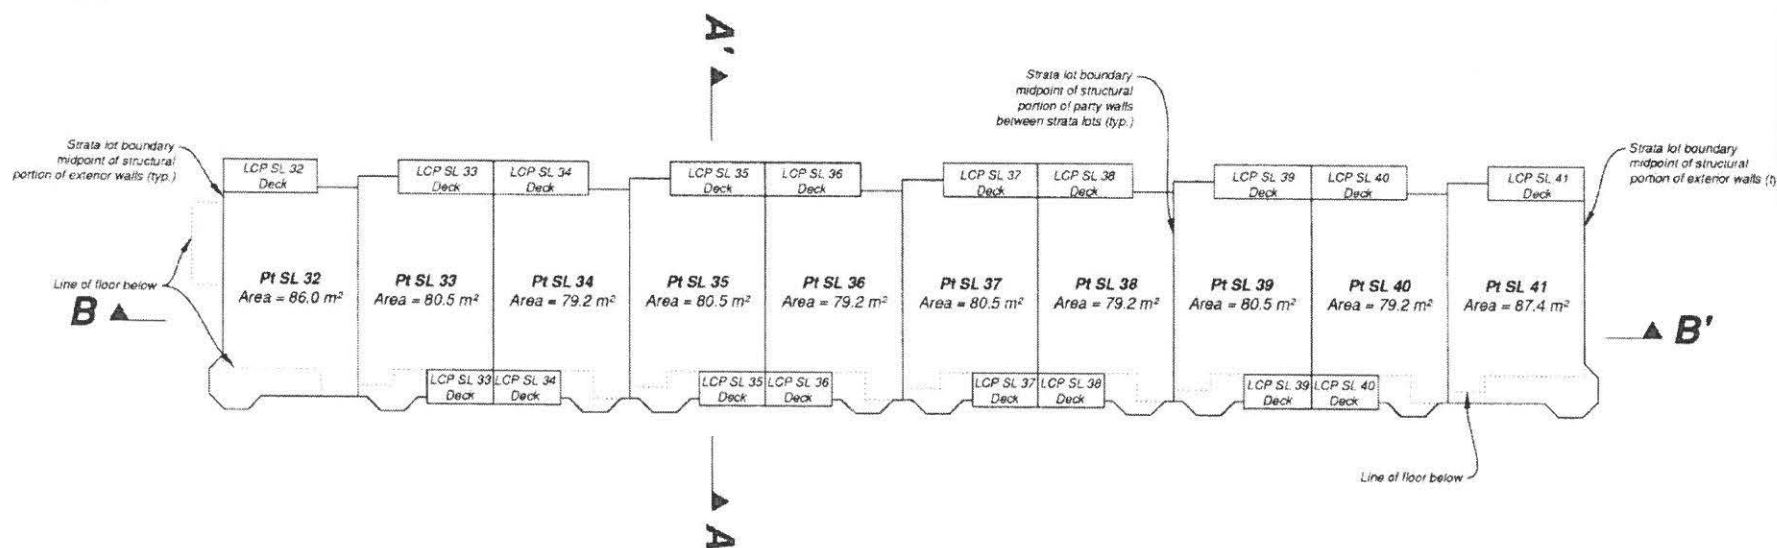 A'
Strata lot boundary
midpoint of structural
portion of party walls
between strata lots (typ.)
Strata lot boundary
midpoint of structural
portion of exterior walls (typ.)
Strata lot boundary
midpoint of structural
portion of exterior walls (t
LCP SL 32
Deck
LCP SL 33
Deck
LCP SL 34
Deck
LCP SL 35
Deck
LCP SL 36
Deck
LCP SL 37
Deck
LCP SL 38
Deck
LCP SL 39
Deck
LCP SL 40
Deck
LCP SL 41
Deck
Line of floor below
Pt SL 32
Area = 86.0 m²
Pt SL 33
Area = 80.5 m²
Pt SL 34
Area = 79.2 m²
Pt SL 35
Area = 80.5 m²
Pt SL 36
Area = 79.2 m²
Pt SL 37
Area = 80.5 m²
Pt SL 38
Area = 79.2 m²
Pt SL 39
Area = 80.5 m²
Pt SL 40
Area = 79.2 m²
Pt SL 41
Area = 87.4 m²
B
B'
LCP SL 33
Deck
LCP SL 34
Deck
LCP SL 35
Deck
LCP SL 36
Deck
LCP SL 37
Deck
LCP SL 38
Deck
LCP SL 39
Deck
LCP SL 40
Deck
Line of floor below
A